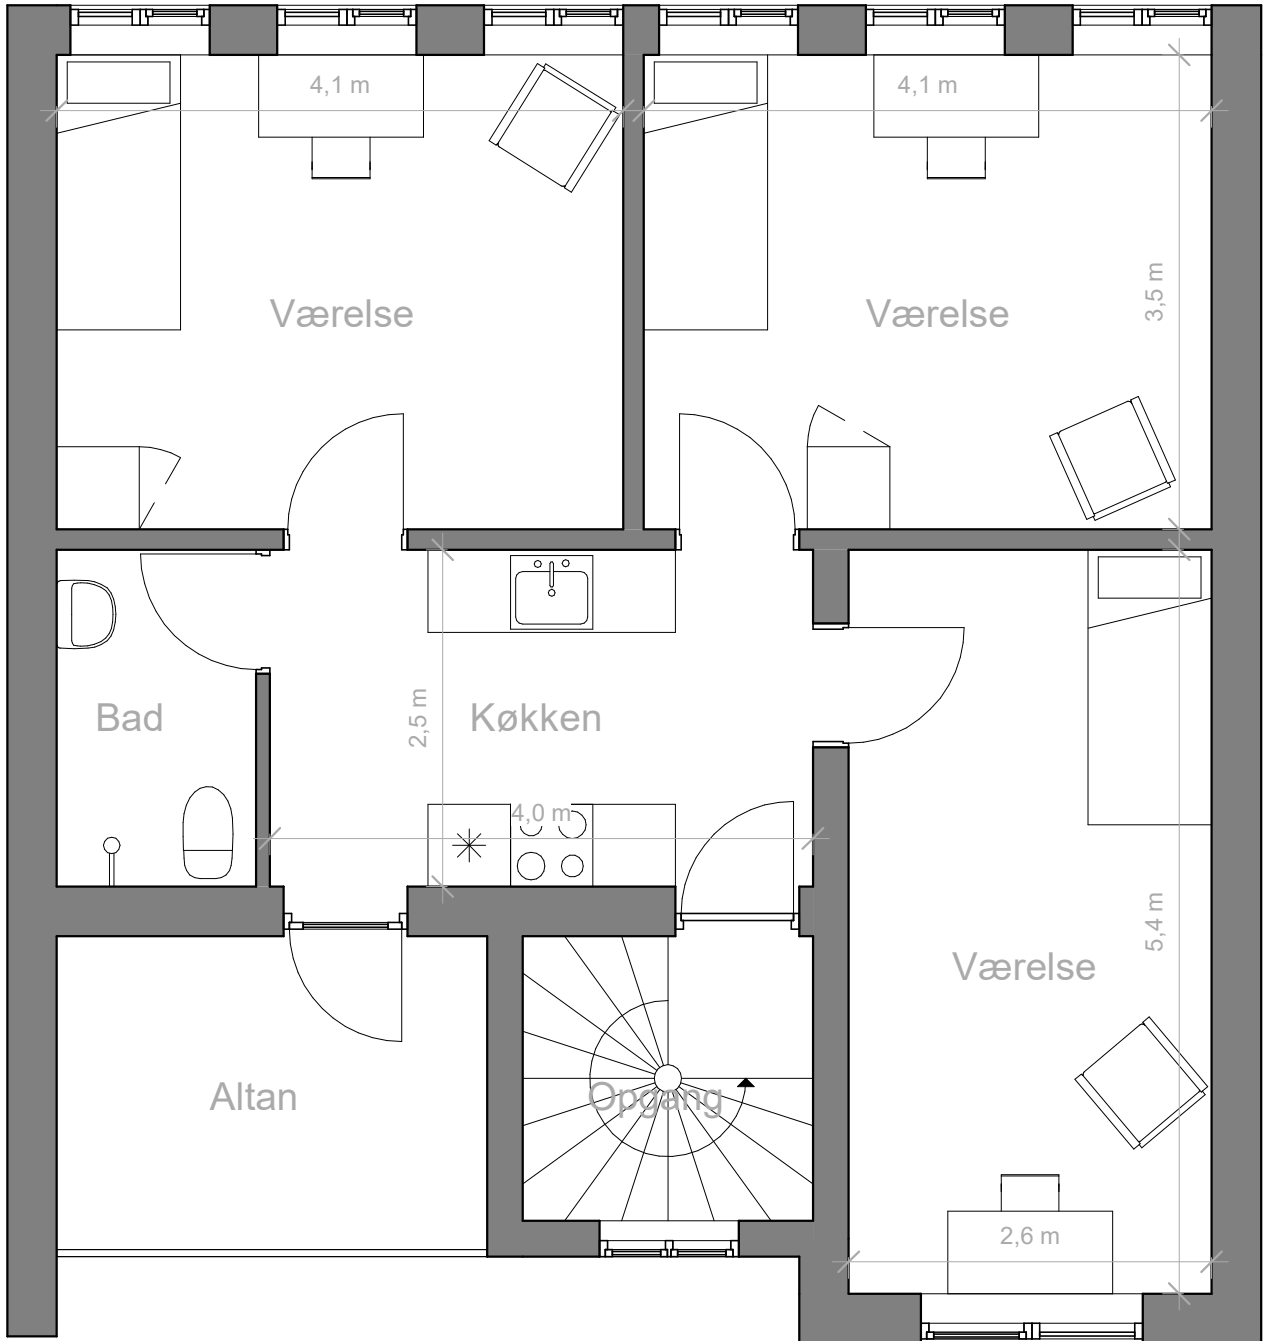 4,1 m
4,1 m
3,5 m
Værelse
Værelse
2,5 m
Bad
Køkken
4,0 m
5,4 m
Værelse
Altan
Opgang
2,6 m